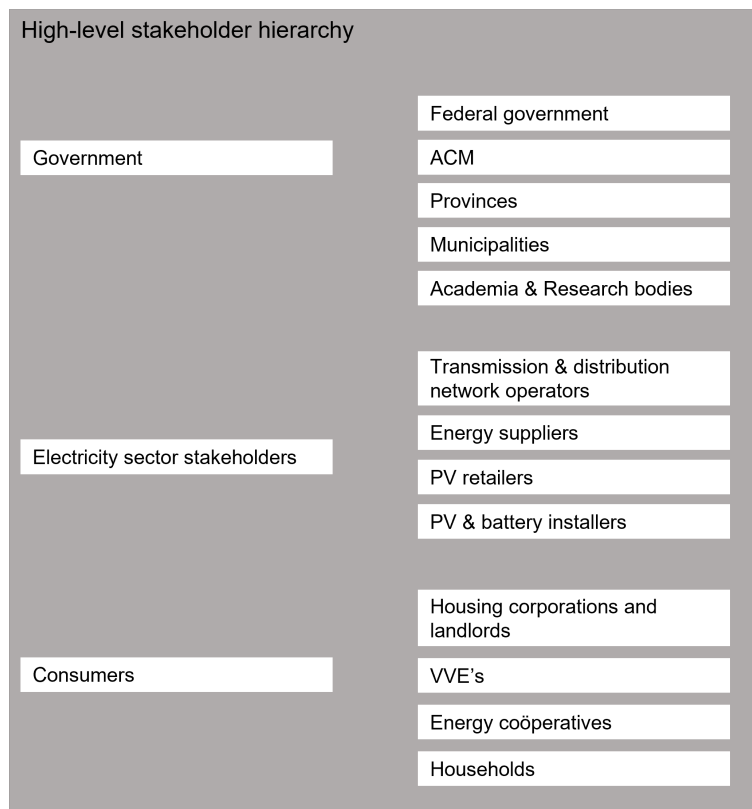 High-level stakeholder hierarchy
Government
Federal government
ACM
Provinces
Municipalities
Academia & Research bodies
Electricity sector stakeholders
Transmission & distribution
network operators
Energy suppliers
PV retailers
PV & battery installers
Consumers
Housing corporations and
landlords
VVE’s
Energy coöperatives
Households